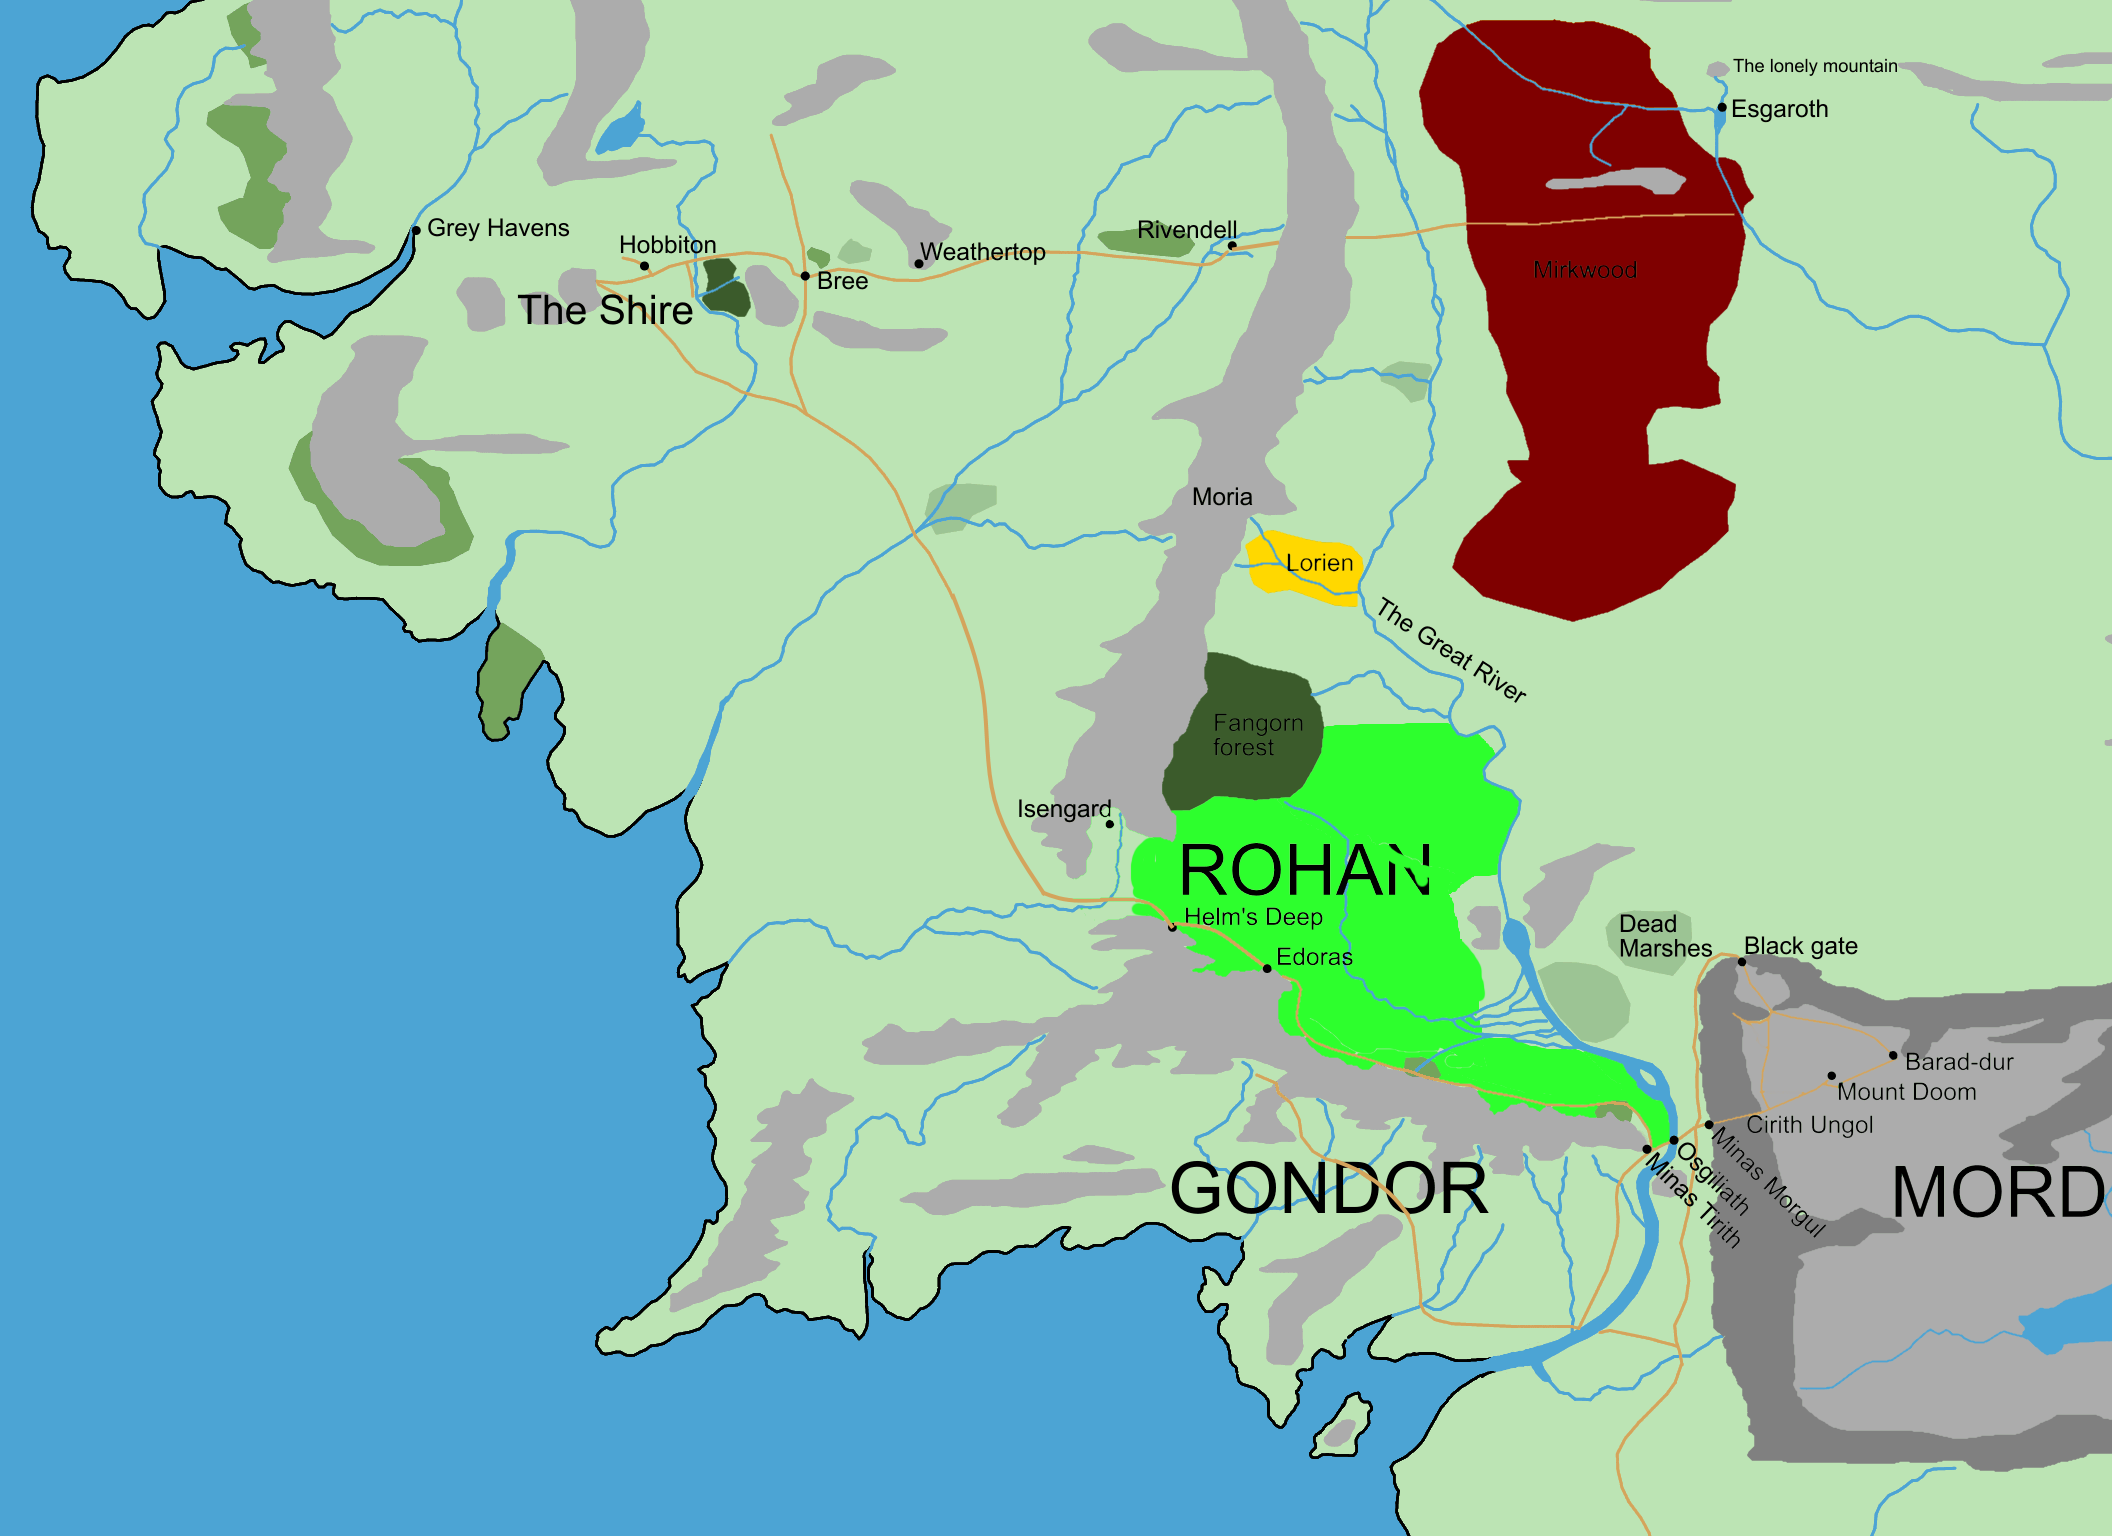 The lonely mountain
Esgaroth
Grey Havens
Hobbiton
Rivendell
Weathertop
Bree
The Shire
Mirkwood
Moria
Lorien
The Great River
Fangorn
forest
Isengard
ROHAN
Helm's Deep
Edoras
Dead
Marshes
Black gate
Barad-dur
Mount Doom
Cirith Ungol
Minas Morgul
Osgiliath
Minas Tirith
GONDOR
MORD